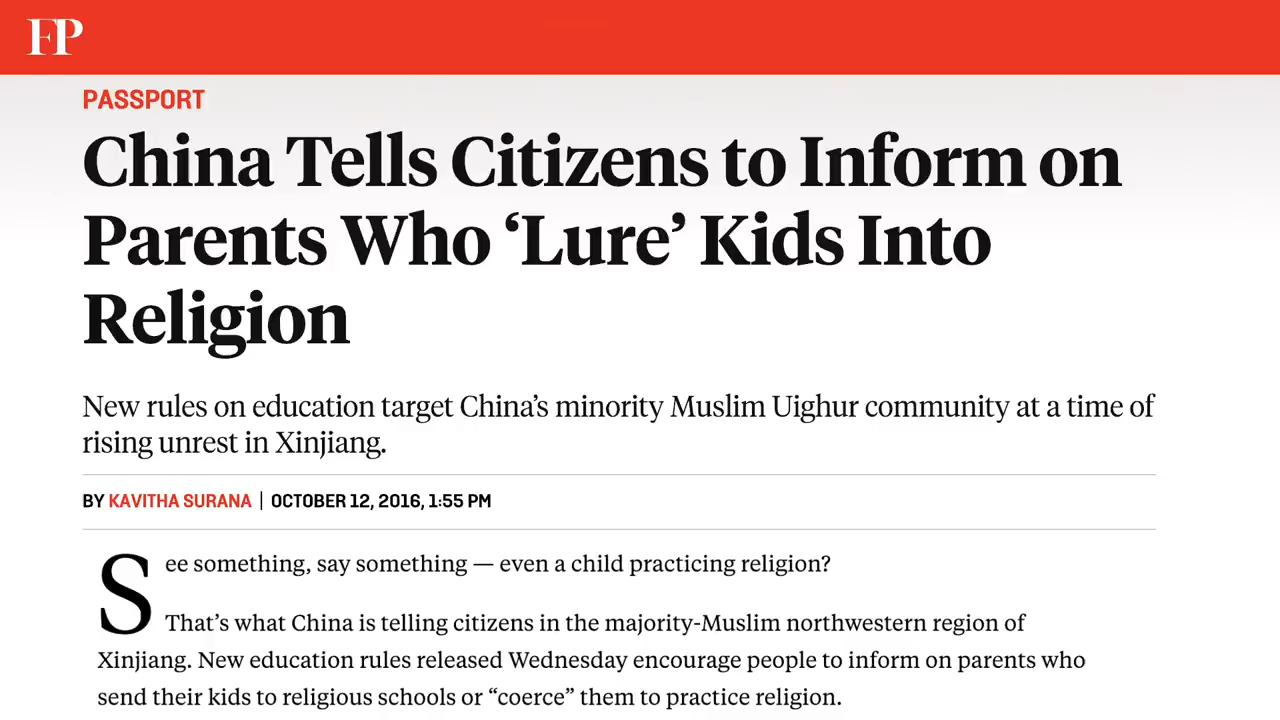 FP
PASSPORT
China Tells Citizens to Inform on
Parents Who ‘Lure’ Kids Into
Religion
New rules on education target China’s minority Muslim Uighur community at a time of
rising unrest in Xinjiang.
BY KAVITHA SURANA | OCTOBER 12, 2016, 1:55 PM
See something, say something — even a child practicing religion?
That’s what China is telling citizens in the majority-Muslim northwestern region of
Xinjiang. New education rules released Wednesday encourage people to inform on parents who
send their kids to religious schools or “coerce” them to practice religion.